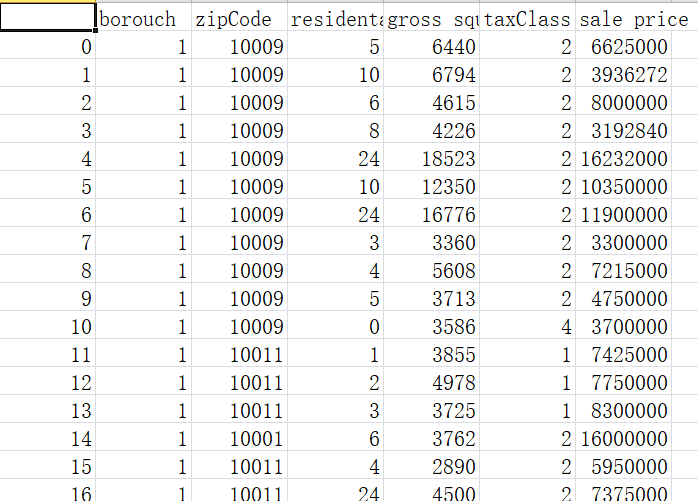 borouch zipCode residenta gross squ taxClass sale price
0 1 10009 5 6440 2 6625000
1 1 10009 10 6794 2 3936272
2 1 10009 6 4615 2 8000000
3 1 10009 8 4226 2 3192840
4 1 10009 24 18523 2 16232000
5 1 10009 10 12350 2 10350000
6 1 10009 24 16776 2 11900000
7 1 10009 3 3360 2 3300000
8 1 10009 4 5608 2 7215000
9 1 10009 5 3713 2 4750000
10 1 10009 0 3586 4 3700000
11 1 10011 1 3855 1 7425000
12 1 10011 2 4978 1 7750000
13 1 10011 3 3725 1 8300000
14 1 10001 6 3762 2 16000000
15 1 10011 4 2890 2 5950000
16 1 10011 24 4500 2 7375000